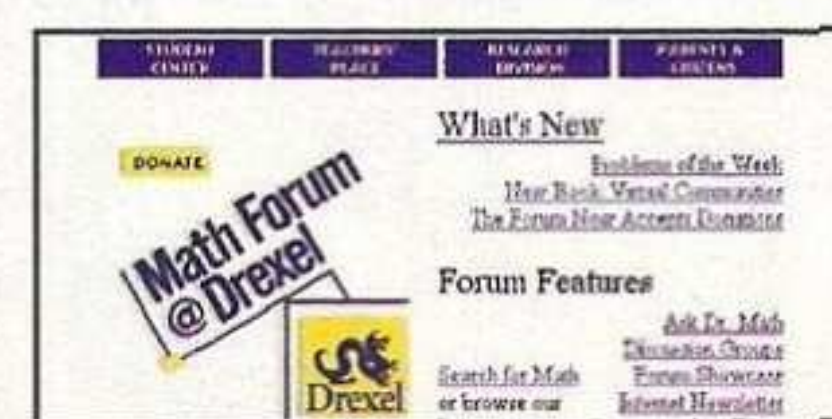 STUDENT CENTER
TEACHERS' PLACE
RESEARCH DIVISION
PARENTS & CITIZENS
DONATE
Math Forum
@ Drexel
Drexel
What's New
Problems of the Week
New Book, Virtual Communities
The Forum Now Accepts Donations
Forum Features
Ask Dr. Math
Discussion Groups
Search for Math
Forum Showcase
or browse our
Internet Newsletter